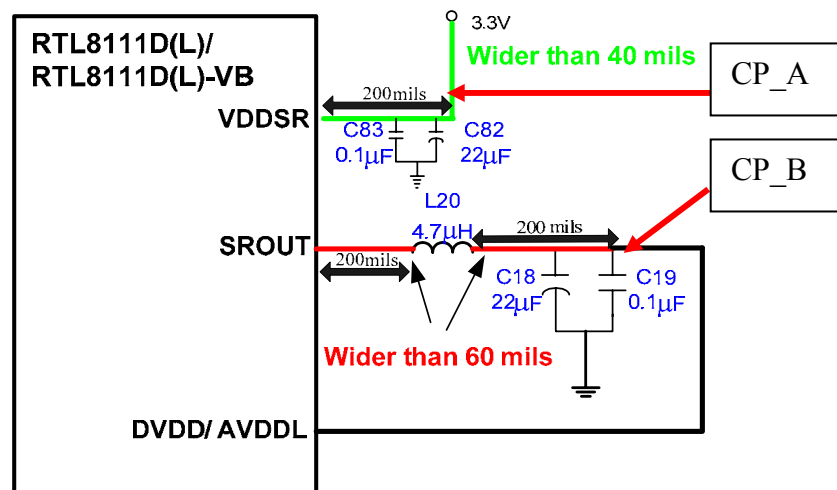 RTL8111D(L)/
RTL8111D(L)-VB
3.3V
Wider than 40 mils
CP_A
200mils
VDDSR
C83
0.1μF
C82
22μF
CP_B
L20
4.7μH
200 mils
SROUT
200mils
C18
22μF
C19
0.1μF
Wider than 60 mils
DVDD/ AVDDL